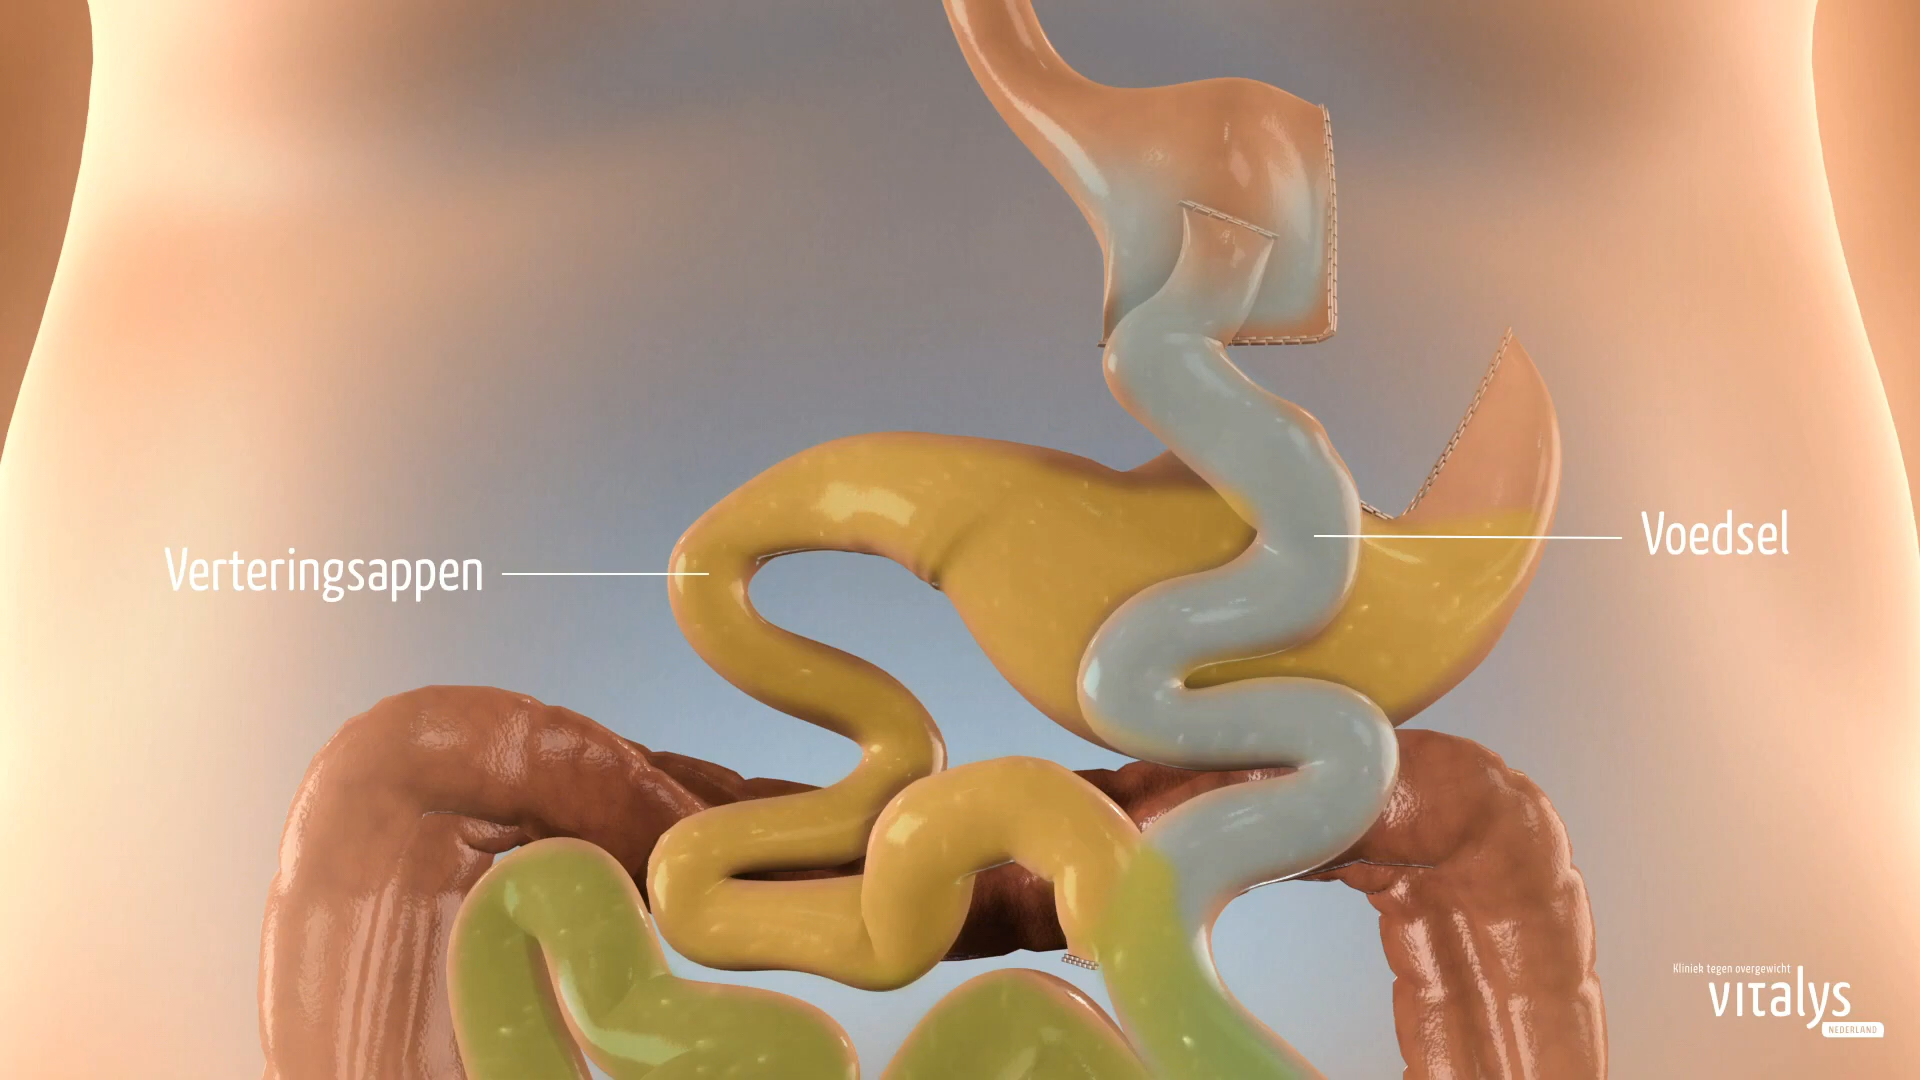 Verteringsappen
Voedsel
Kliniek tegen overgewicht
vitalys
NEDERLAND